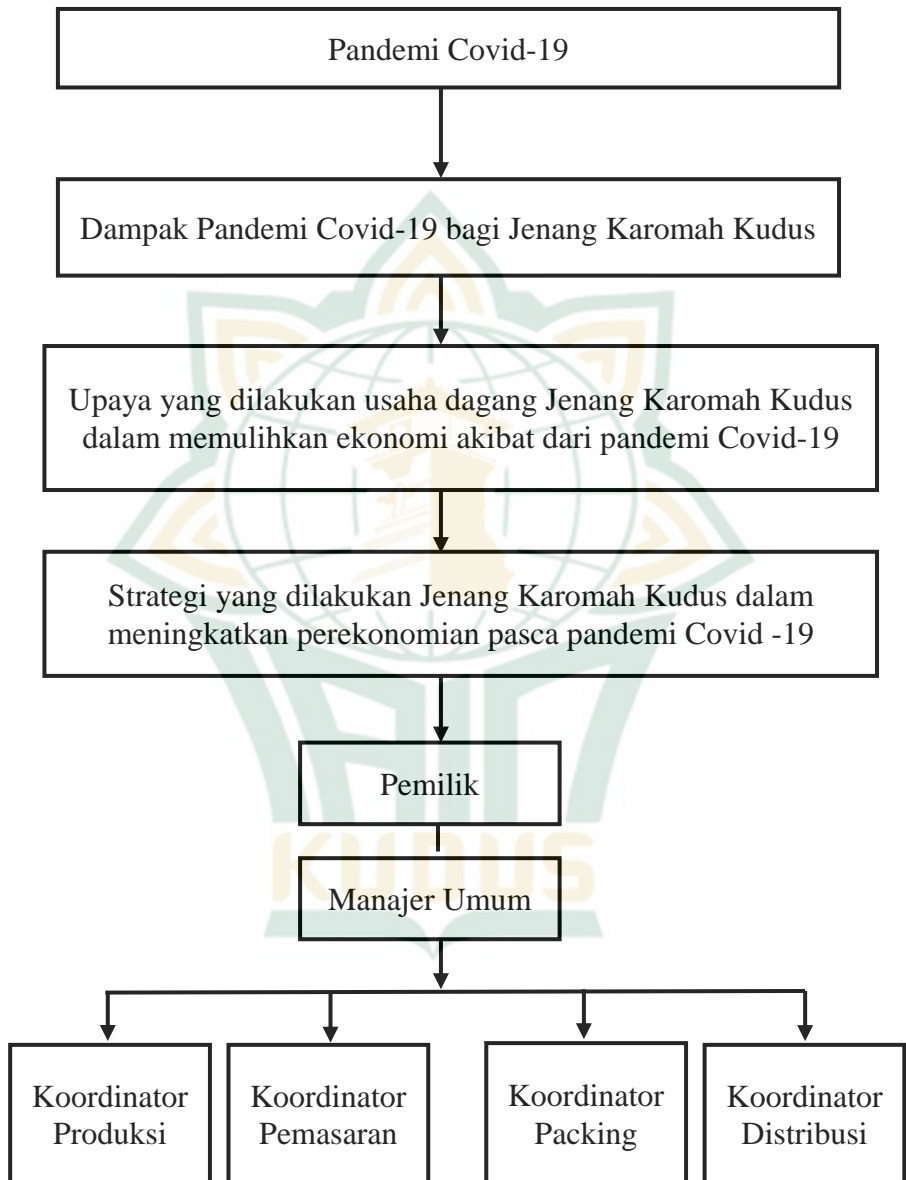 Pandemi Covid-19
Dampak Pandemi Covid-19 bagi Jenang Karomah Kudus
Upaya yang dilakukan usaha dagang Jenang Karomah Kudus
dalam memulihkan ekonomi akibat dari pandemi Covid-19
Strategi yang dilakukan Jenang Karomah Kudus dalam
meningkatkan perekonomian pasca pandemi Covid -19
Pemilik
KUDUS
Manajer Umum
Koordinator
Produksi
Koordinator
Pemasaran
Koordinator
Packing
Koordinator
Distribusi